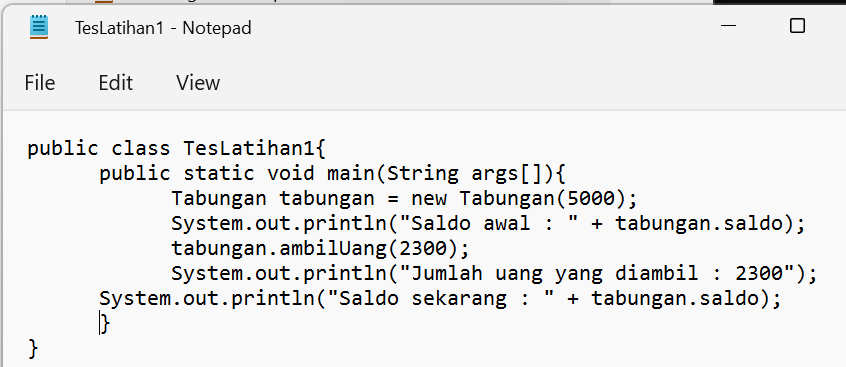 TesLatihan1 - Notepad
File Edit View
public class TesLatihan1{
public static void main(String args[]){
Tabungan tabungan = new Tabungan(5000);
System.out.println("Saldo awal : " + tabungan.saldo);
tabungan.ambilUang(2300);
System.out.println("Jumlah uang yang diambil : 2300");
System.out.println("Saldo sekarang : " + tabungan.saldo);
}
}